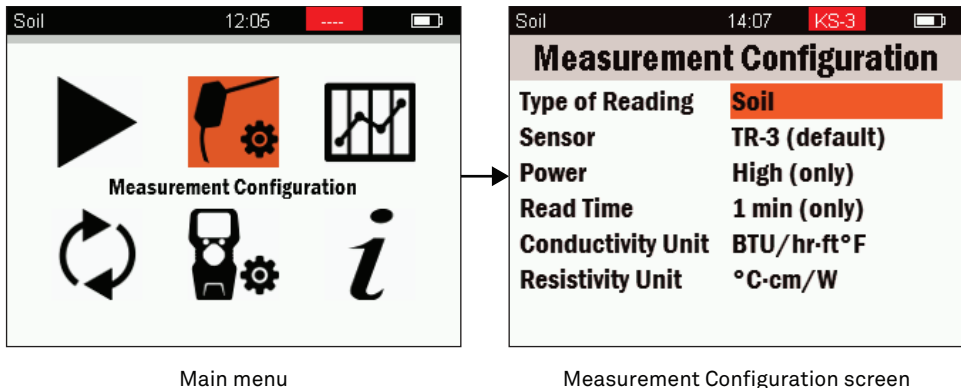 Soil 12:05 ----
Measurement Configuration
Main menu
Soil 14:07 KS-3
Measurement Configuration
Type of Reading Soil
Sensor TR-3 (default)
Power High (only)
Read Time 1 min (only)
Conductivity Unit BTU/hr·ft°F
Resistivity Unit °C·cm/W
Measurement Configuration screen